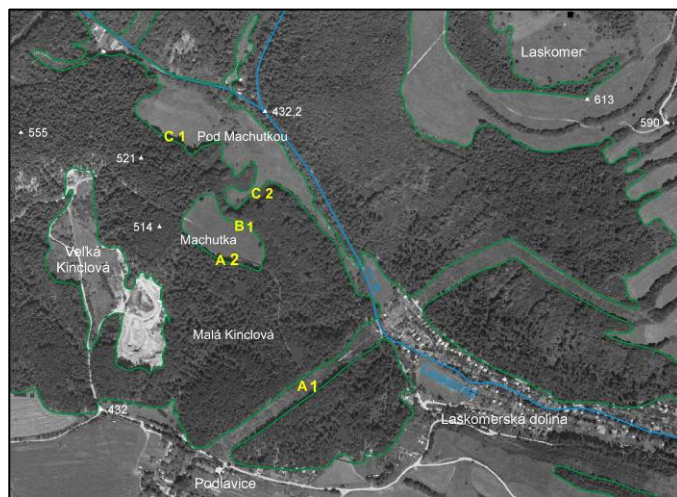 Laskomer
613
590
432,2
555
C 1
Pod Machutkou
521
C 2
514
B 1
Machutka
A 2
Veľká
Kinclová
Malá Kinclová
A 1
432
Laskomerská dolina
Podlavice